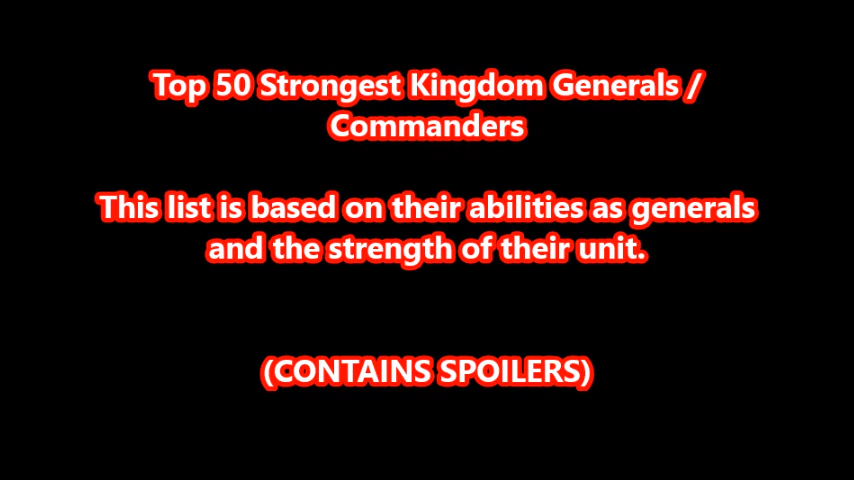 Top 50 Strongest Kingdom Generals /
Commanders
This list is based on their abilities as generals
and the strength of their unit.
(CONTAINS SPOILERS)